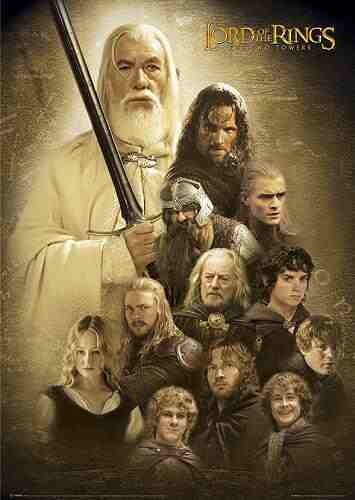 THE LORD OF THE RINGS
THE TWO TOWERS